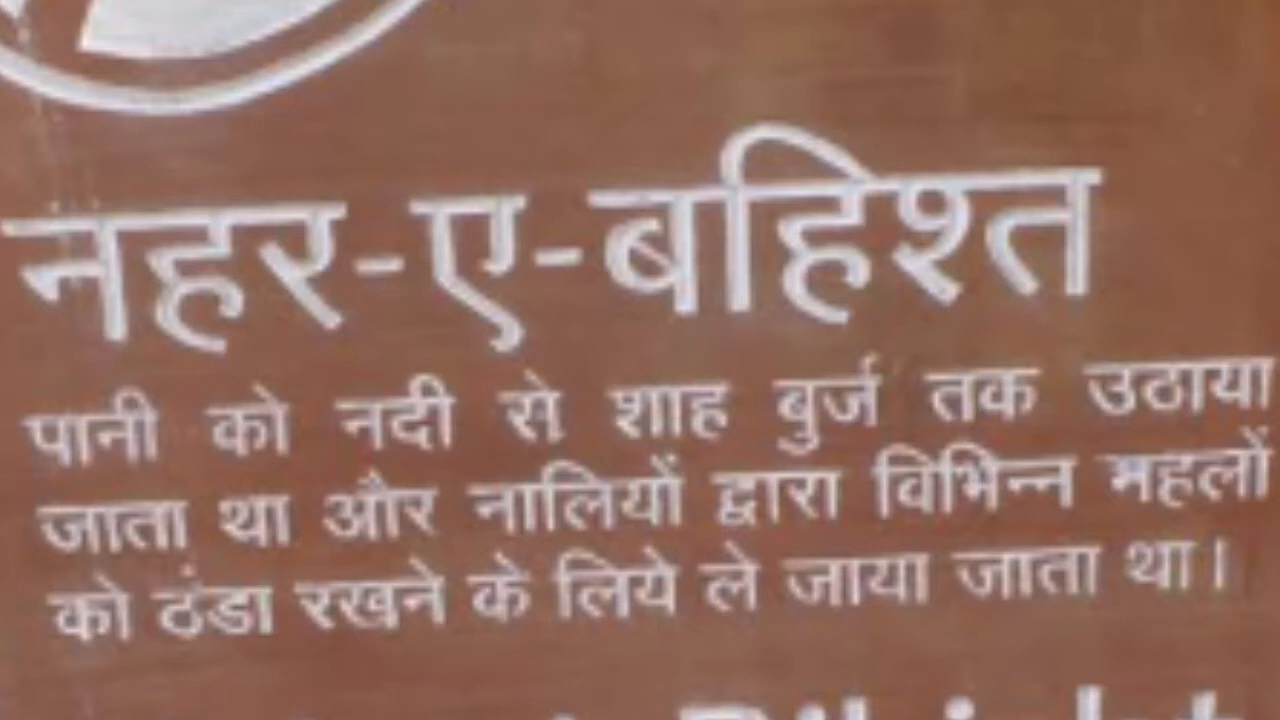 नहर-ए-बहिश्त
पानी को नदी से शाह बुर्ज तक उठाया
जाता था और नालियों द्वारा विभिन्न महलों
को ठंडा रखने के लिये ले जाया जाता था।